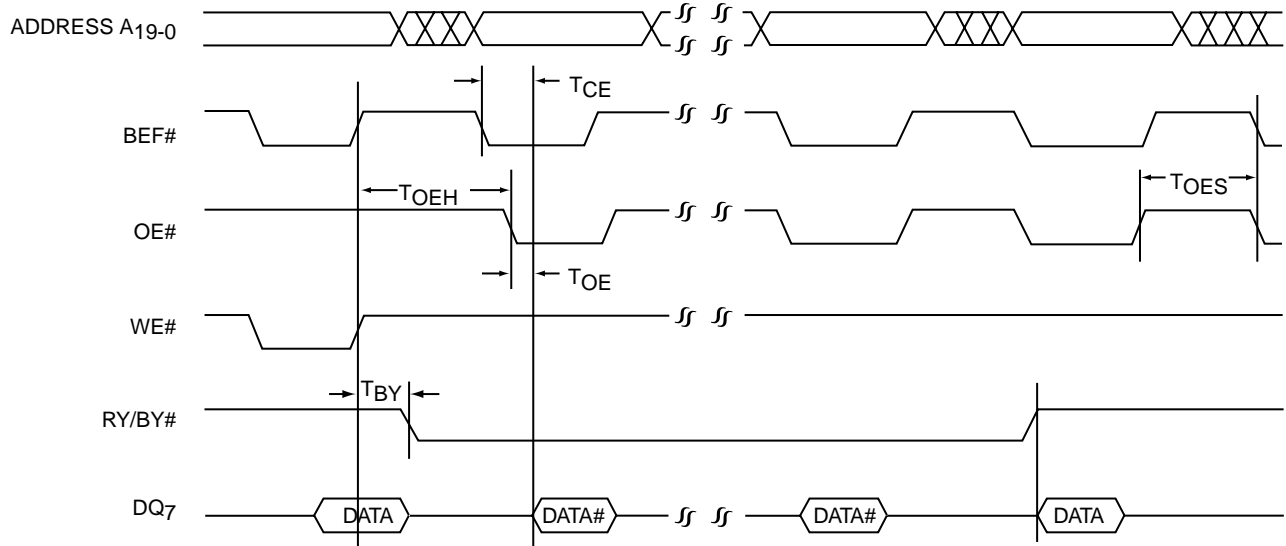 ADDRESS A19-0
TCE
BEF#
TOEH
TOES
OE#
TOE
WE#
TBY
RY/BY#
DQ7
DATA
DATA#
DATA#
DATA